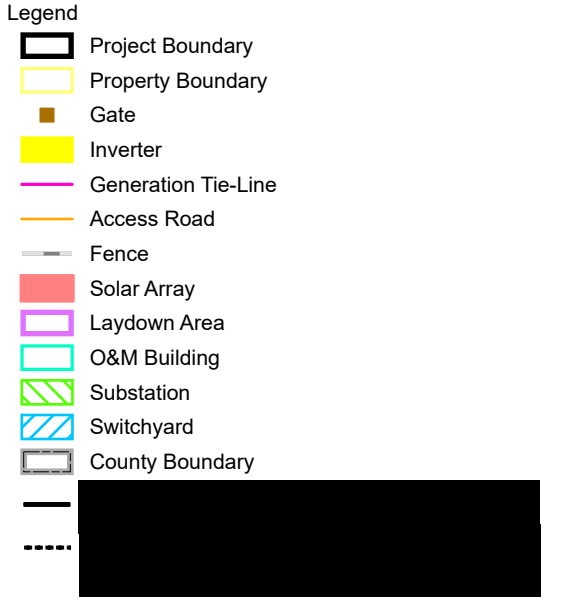 Legend
Project Boundary
Property Boundary
Gate
Inverter
Generation Tie-Line
Access Road
Fence
Solar Array
Laydown Area
O&M Building
Substation
Switchyard
County Boundary